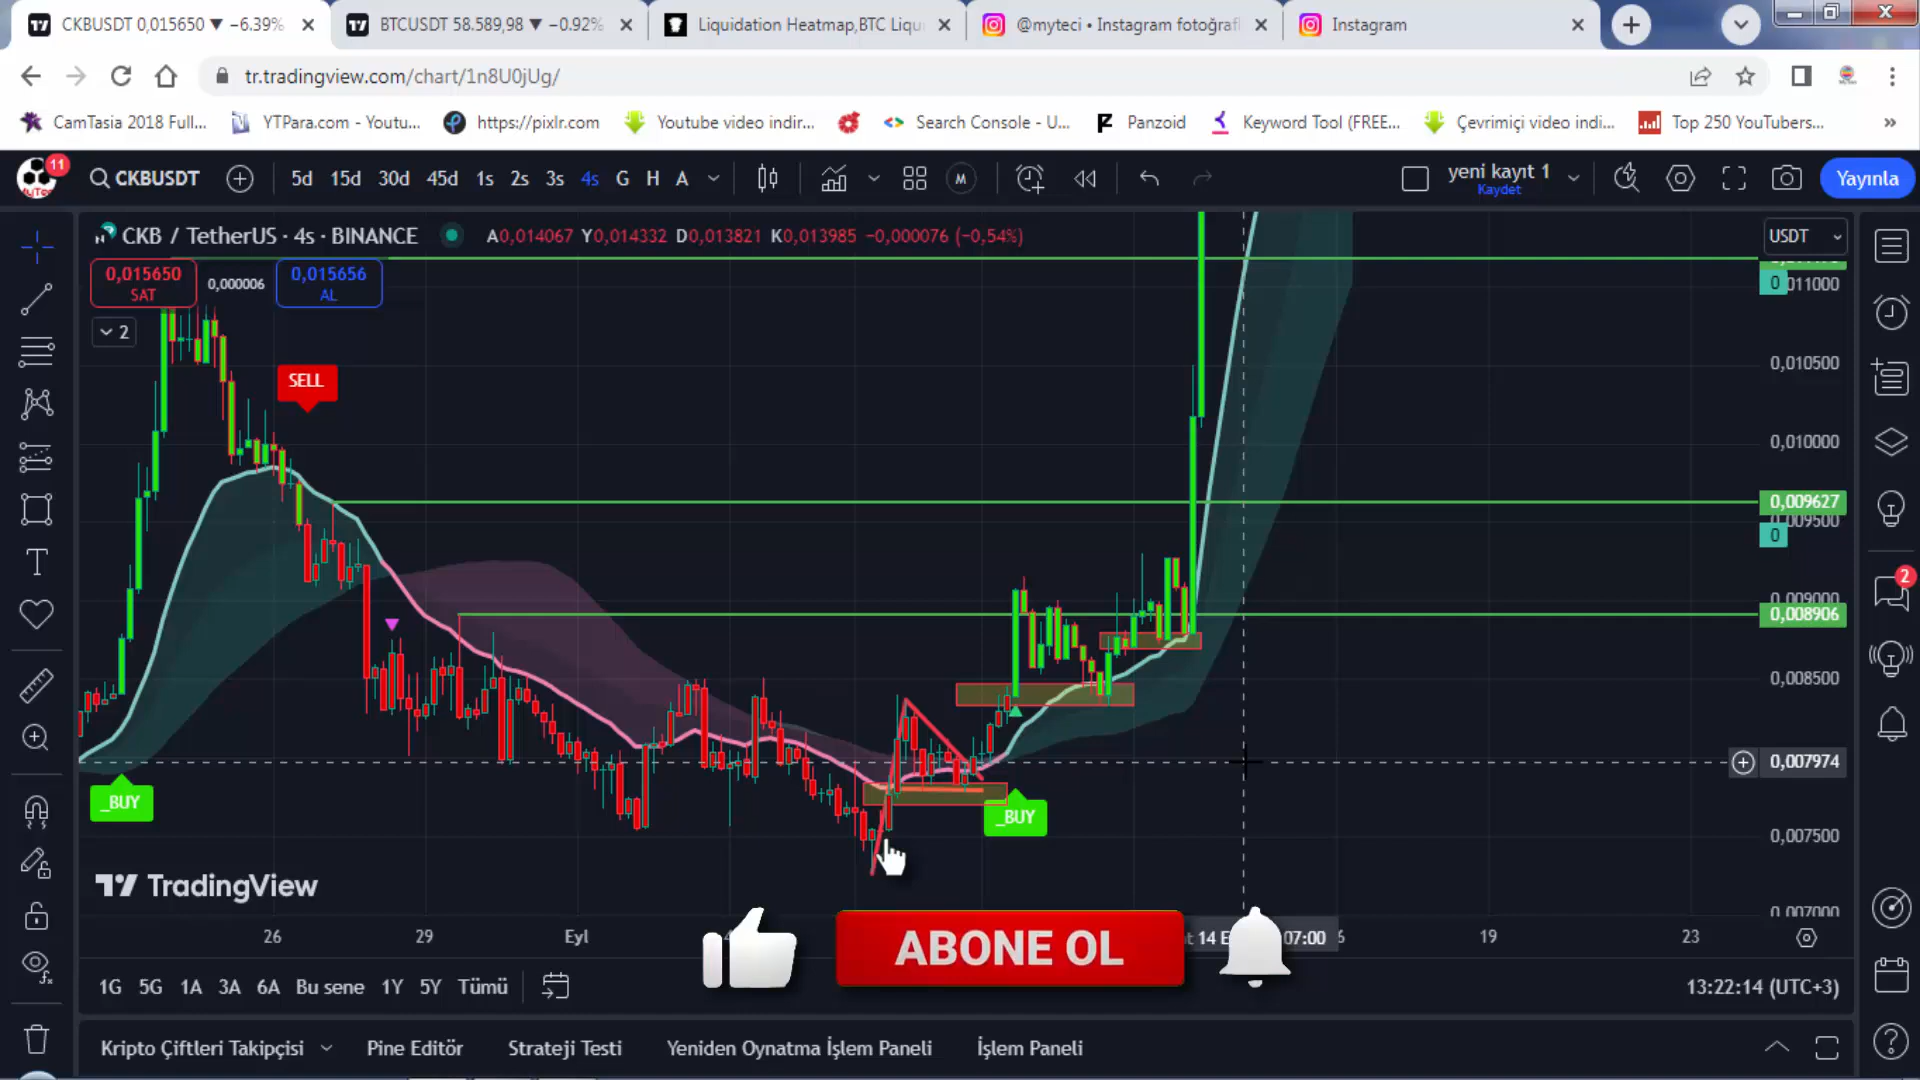 CKBUSDT 0,015650 ▼ −6.39%
BTCUSDT 58.589,98 ▼ −0.92%
Liquidation Heatmap,BTC Liqu
@myteci • Instagram fotoğrafl
Instagram
tr.tradingview.com/chart/1n8U0jUg/
CamTasia 2018 Full...
YTPara.com - Youtu...
https://pixlr.com
Youtube video indir...
Search Console - U...
Panzoid
Keyword Tool (FREE...
Çevrimiçi video indi...
Top 250 YouTubers...
»
11
CKBUSDT
5d 15d 30d 45d 1s 2s 3s 4s G H A
M
yeni kayıt 1
Kaydet
Yayınla
CKB / TetherUS · 4s · BINANCE
A0,014067 Y0,014332 D0,013821 K0,013985 −0,000076 (−0,54%)
USDT
0,015650
SAT
0,000006
0,015656
AL
2
0
0,011000
SELL
0,010500
0,010000
0,009627
0,009500
0
0,009000
0,008906
2
0,008500
0,007974
_BUY
_BUY
0,007500
TradingView
0,007000
26
29
Eyl
14 E
07:00
6
19
23
ABONE OL
1G 5G 1A 3A 6A Bu sene 1Y 5Y Tümü
13:22:14 (UTC+3)
Kripto Çiftleri Takipçisi
Pine Editör
Strateji Testi
Yeniden Oynatma İşlem Paneli
İşlem Paneli